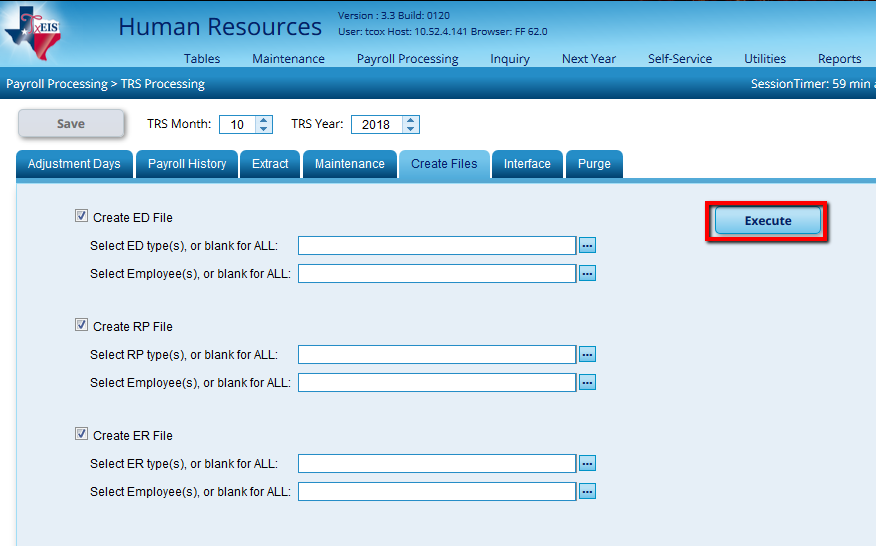 TxEIS
Human Resources
Version : 3.3 Build: 0120
User: tcox Host: 10.52.4.141 Browser: FF 62.0
Tables Maintenance Payroll Processing Inquiry Next Year Self-Service Utilities Reports
Payroll Processing > TRS Processing SessionTimer: 59 min a
Save TRS Month: 10 TRS Year: 2018
Adjustment Days Payroll History Extract Maintenance Create Files Interface Purge
Create ED File
Execute
Select ED type(s), or blank for ALL: ...
Select Employee(s), or blank for ALL: ...
Create RP File
Select RP type(s), or blank for ALL: ...
Select Employee(s), or blank for ALL: ...
Create ER File
Select ER type(s), or blank for ALL: ...
Select Employee(s), or blank for ALL: ...